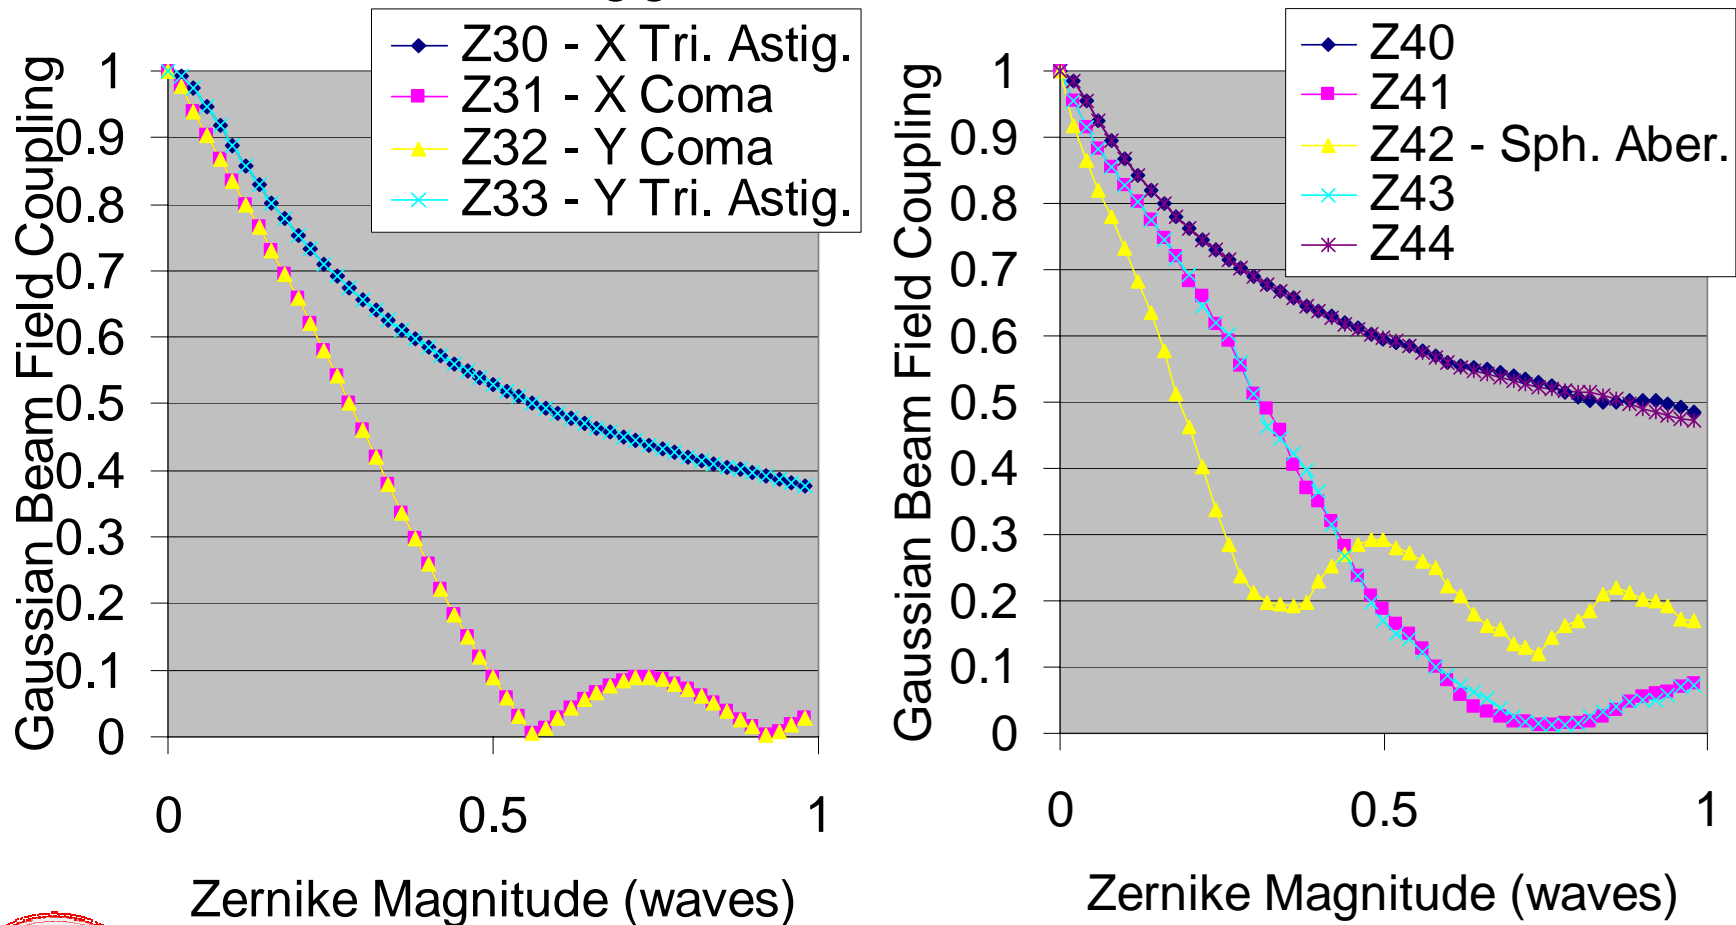 Z30 - X Tri. Astig.
Z31 - X Coma
Z32 - Y Coma
Z33 - Y Tri. Astig.
Gaussian Beam Field Coupling
1
0.9
0.8
0.7
0.6
0.5
0.4
0.3
0.2
0.1
0
0 0.5 1
Zernike Magnitude (waves)
Z40
Z41
Z42 - Sph. Aber.
Z43
Z44
Gaussian Beam Field Coupling
1
0.9
0.8
0.7
0.6
0.5
0.4
0.3
0.2
0.1
0
0 0.5 1
Zernike Magnitude (waves)